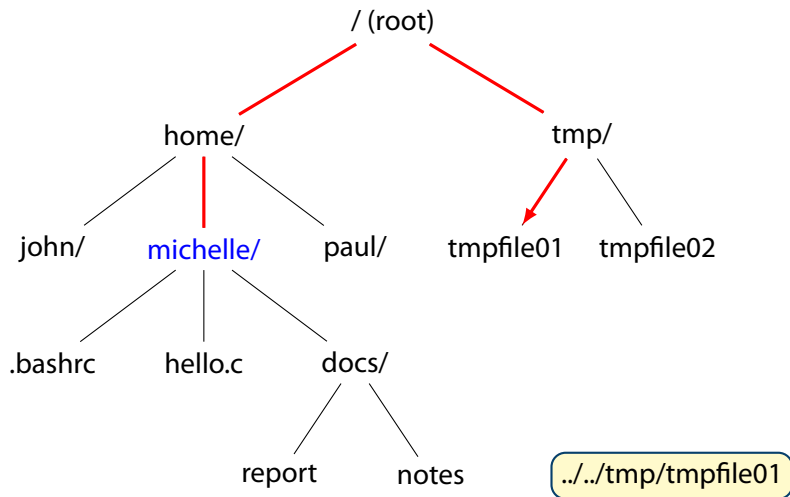 / (root)
home/ tmp/
john/ michelle/ paul/ tmpfile01 tmpfile02
.bashrc hello.c docs/
report notes ../../tmp/tmpfile01